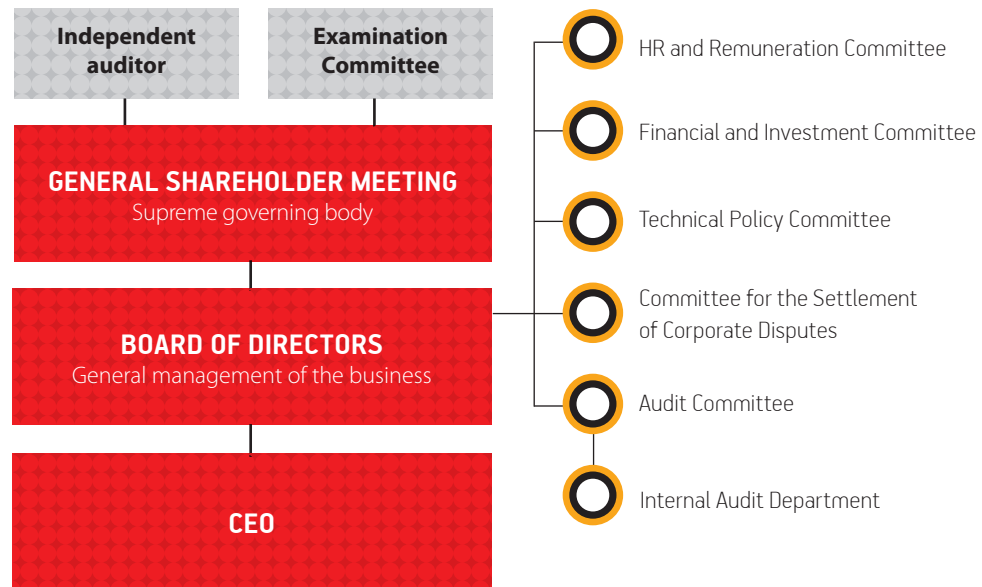 Independent
auditor
Examination
Committee
GENERAL SHAREHOLDER MEETING
Supreme governing body
BOARD OF DIRECTORS
General management of the business
CEO
HR and Remuneration Committee
Financial and Investment Committee
Technical Policy Committee
Committee for the Settlement
of Corporate Disputes
Audit Committee
Internal Audit Department